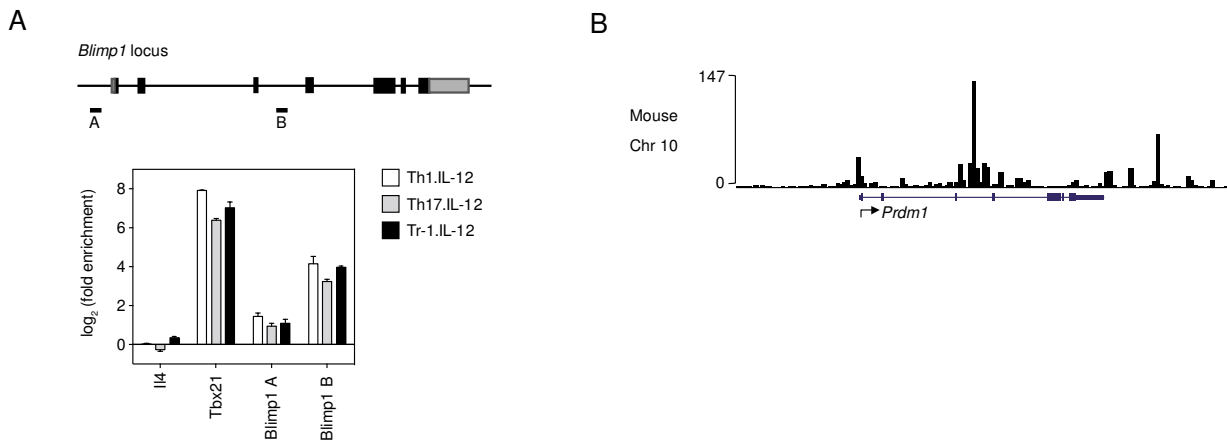 A
Blimp1 locus
A
B
log2 (fold enrichment)
8
6
4
2
0
Il4
Tbx21
Blimp1 A
Blimp1 B
Th1.IL-12
Th17.IL-12
Tr-1.IL-12
B
147
0
Mouse
Chr 10
Prdm1